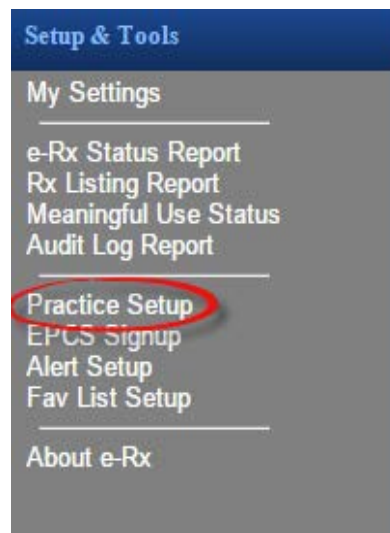 Setup & Tools
My Settings
e-Rx Status Report
Rx Listing Report
Meaningful Use Status
Audit Log Report
Practice Setup
EPCS Signup
Alert Setup
Fav List Setup
About e-Rx